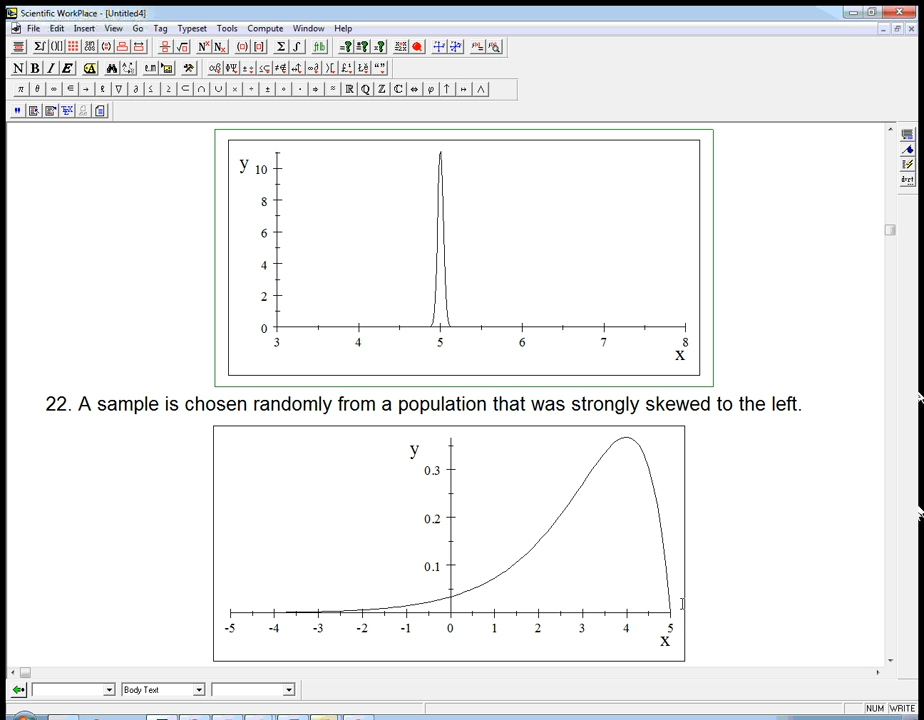 Scientific WorkPlace - [Untitled4]
File Edit Insert View Go Tag Typeset Tools Compute Window Help
y
10
8
6
4
2
0
3 4 5 6 7 8
x
22. A sample is chosen randomly from a population that was strongly skewed to the left.
y
0.3
0.2
0.1
-5 -4 -3 -2 -1 0 1 2 3 4 5
x
Body Text
NUM WRITE